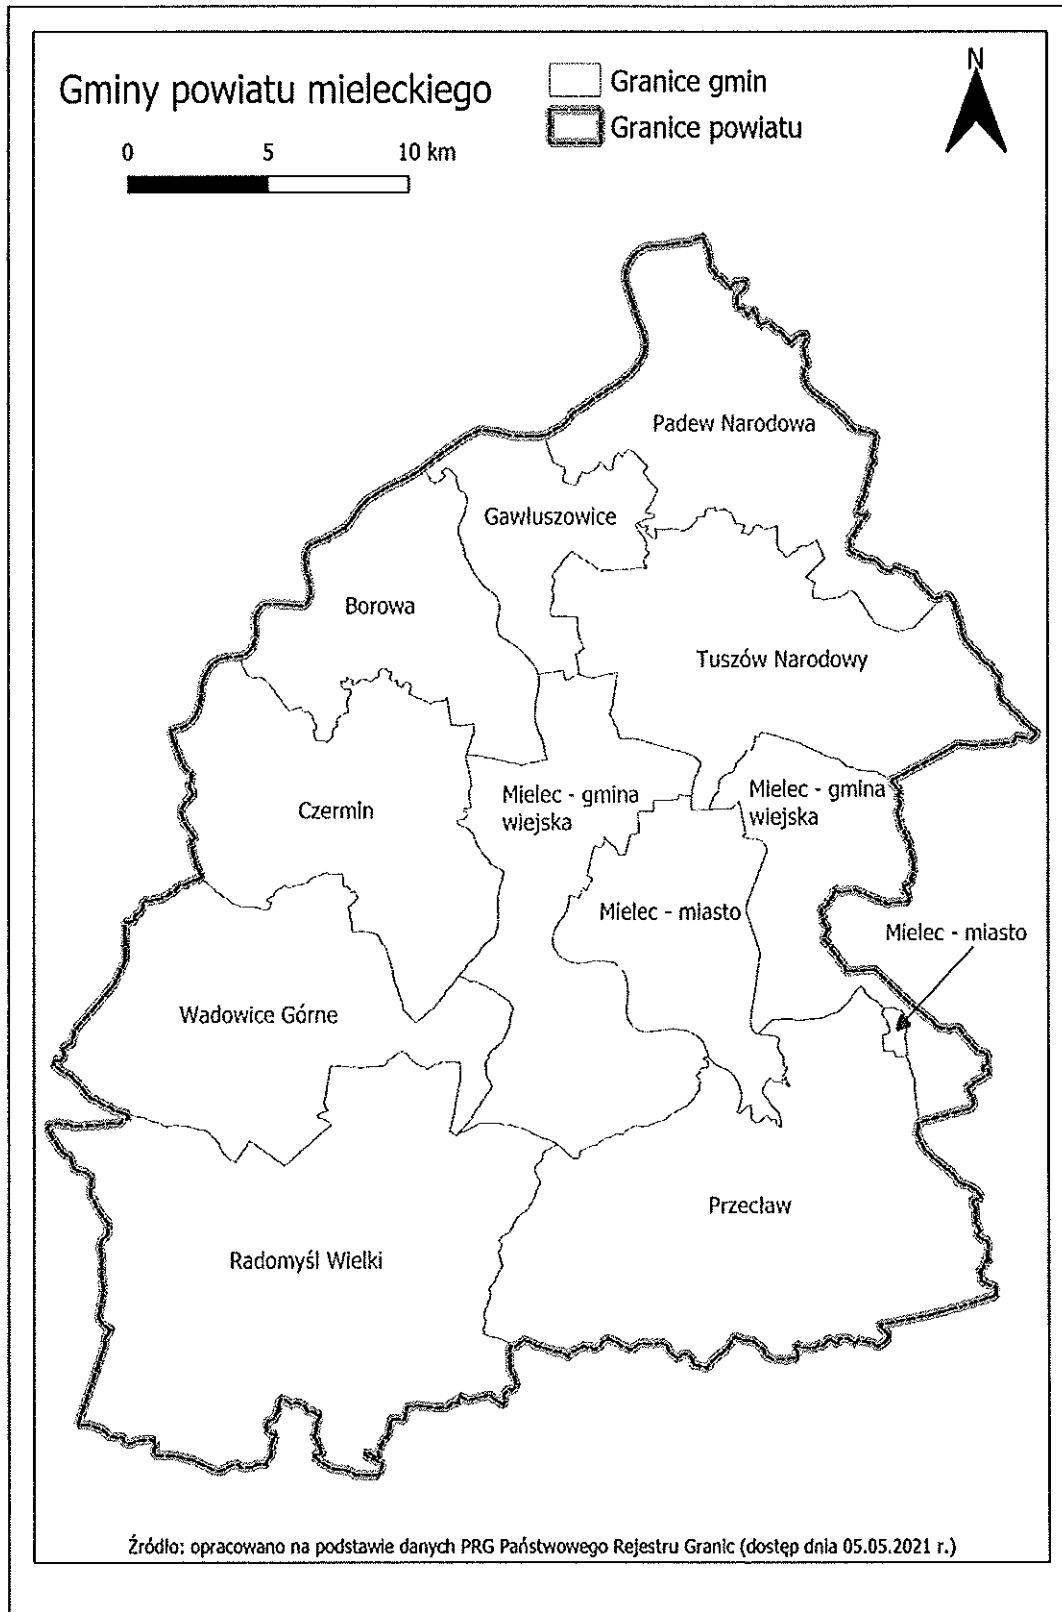 N
Gminy powiatu mieleckiego
Granice gmin
Granice powiatu
0 5 10 km
Padew Narodowa
Gawłuszowice
Borowa
Tuszów Narodowy
Czermin
Mielec - gmina
wiejska
Mielec - gmina
wiejska
Mielec - miasto
Mielec - miasto
Wadowice Górne
Przecław
Radomyśl Wielki
Źródło: opracowano na podstawie danych PRG Państwowego Rejestru Granic (dostęp dnia 05.05.2021 r.)